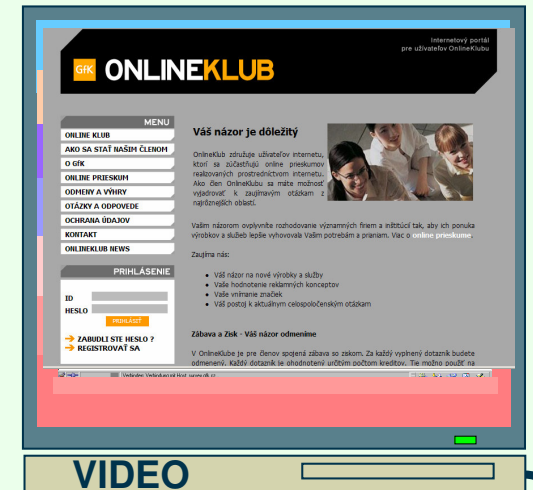 Internetový portál
pre užívateľov OnlineKlubu
GfK ONLINEKLUB
MENU
ONLINE KLUB
AKO SA STAŤ NAŠIM ČLENOM
O GfK
ONLINE PRIESKUM
ODMENY A VÝHRY
OTÁZKY A ODPOVEDE
OCHRANA ÚDAJOV
KONTAKT
ONLINEKLUB NEWS
PRIHLÁSENIE
ID
HESLO
PRIHLÁSIŤ
ZABUDLI STE HESLO ?
REGISTROVAŤ SA
Váš názor je dôležitý
OnlineKlub združuje užívateľov internetu,
ktorí sa zúčastňujú online prieskumov
realizovaných prostredníctvom internetu.
Ako člen OnlineKlubu sa máte možnosť
vyjadrovať k zaujímavým otázkam z
najrôznejších oblastí.
Vašim názorom ovplyvníte rozhodovanie významných firiem a inštitúcií tak, aby ich ponuka
výrobkov a služieb lepšie vyhovovala Vašim potrebám a prianiam. Viac o online prieskume.
Zaujíma nás:
Váš názor na nové výrobky a služby
Vaše hodnotenie reklamných konceptov
Vaše vnímanie značiek
Váš postoj k aktuálnym celospoločenským otázkam
Zábava a Zisk - Váš názor odmeníme
V OnlineKlube je pre členov spojená zábava so ziskom. Za každý vyplnený dotazník budete
odmenený. Každý dotazník je ohodnotený určitým počtom kreditov. Tie možno použiť na
VIDEO